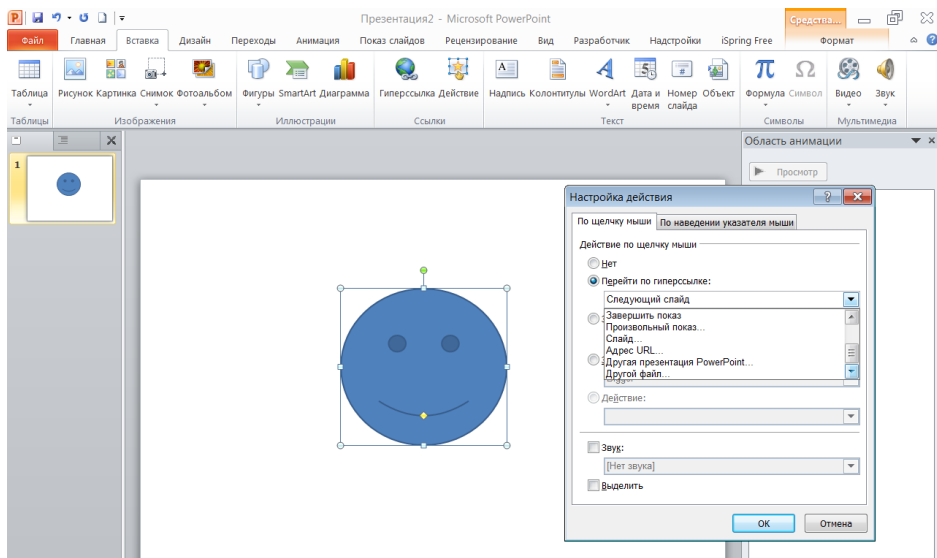 Презентация2 - Microsoft PowerPoint
Средства...
Файл Главная Вставка Дизайн Переходы Анимация Показ слайдов Рецензирование Вид Разработчик Надстройки iSpring Free Формат
Таблица Рисунок Картинка Снимок Фотоальбом Фигуры SmartArt Диаграмма Гиперссылка Действие Надпись Колонтитулы WordArt Дата и время Номер слайда Объект Формула Символ Видео Звук
Таблицы Изображения Иллюстрации Ссылки Текст Символы Мультимедиа
1
Область анимации
Просмотр
Настройка действия
По щелчку мыши По наведении указателя мыши
Действие по щелчку мыши
Нет
Перейти по гиперссылке:
Следующий слайд
Завершить показ
Произвольный показ...
Слайд...
Адрес URL...
Другая презентация PowerPoint...
Другой файл...
Действие:
Звук:
[Нет звука]
Выделить
ОК Отмена